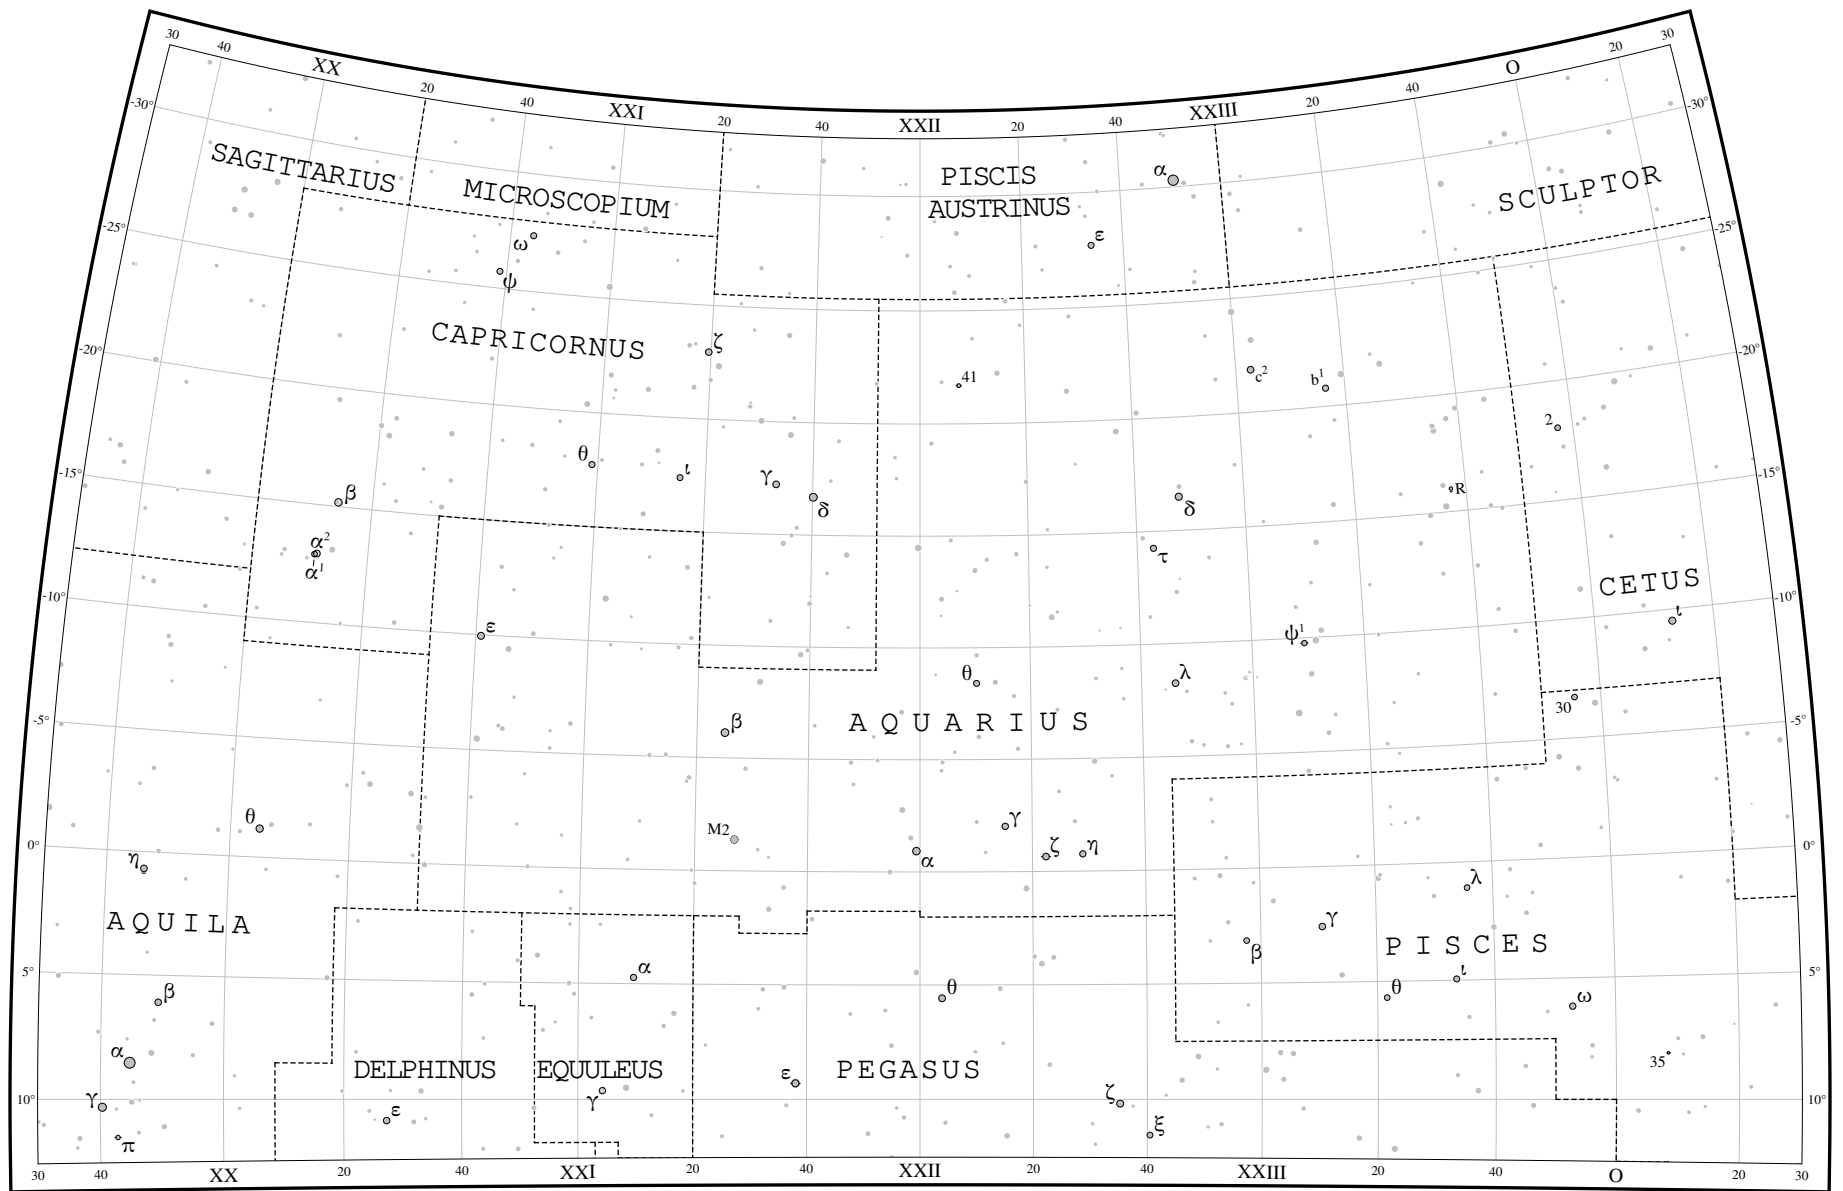 30 40 XX 20 40 XXI 20 40 XXII 20 40 XXIII 20 40 O 20 30
-30° -30°
SAGITTARIUS MICROSCOPIUM PISCIS α SCULPTOR
AUSTRINUS
-25° ω ε -25°
ψ
CAPRICORNUS ζ
-20° 41 c² b¹ -20°
2
-15° θ ι γ R -15°
β δ δ
α² τ
α¹ CETUS
-10° ι -10°
ε ψ¹
θ λ
30
-5° β AQUARIUS -5°
θ M2 γ
0° η α ζ η 0°
λ
AQUILA γ
β PISCES
5° α ι 5°
β θ θ ω
α 35
DELPHINUS EQUULEUS ε PEGASUS
10° γ ε γ ζ 10°
π ξ
30 40 XX 20 40 XXI 20 40 XXII 20 40 XXIII 20 40 O 20 30